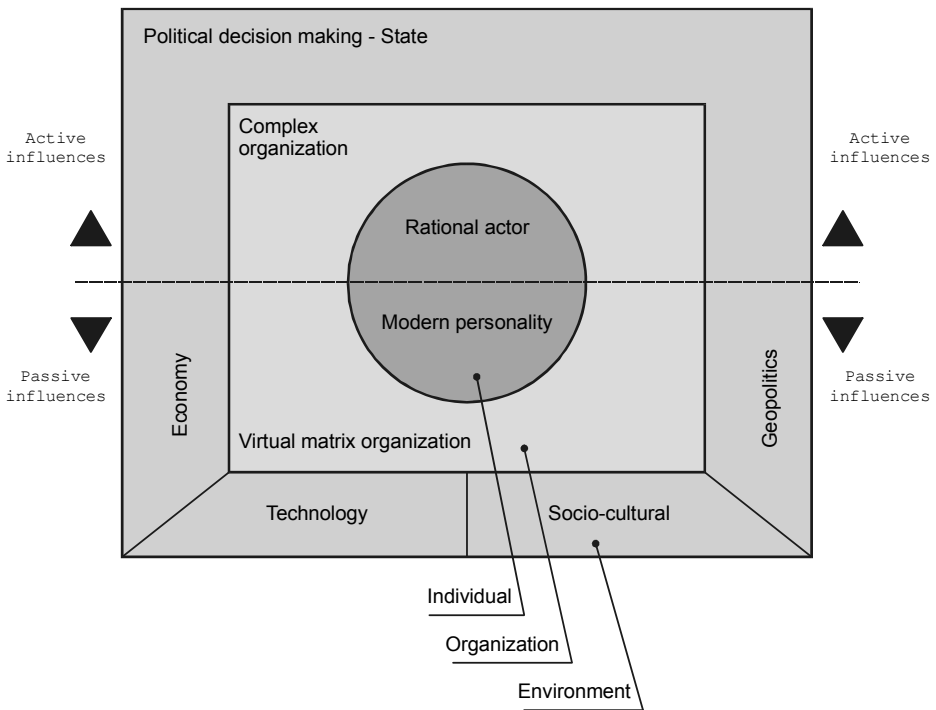 Political decision making - State
Complex
organization
Active
influences
Active
influences
Rational actor
Modern personality
Passive
influences
Passive
influences
Economy
Geopolitics
Virtual matrix organization
Technology
Socio-cultural
Individual
Organization
Environment